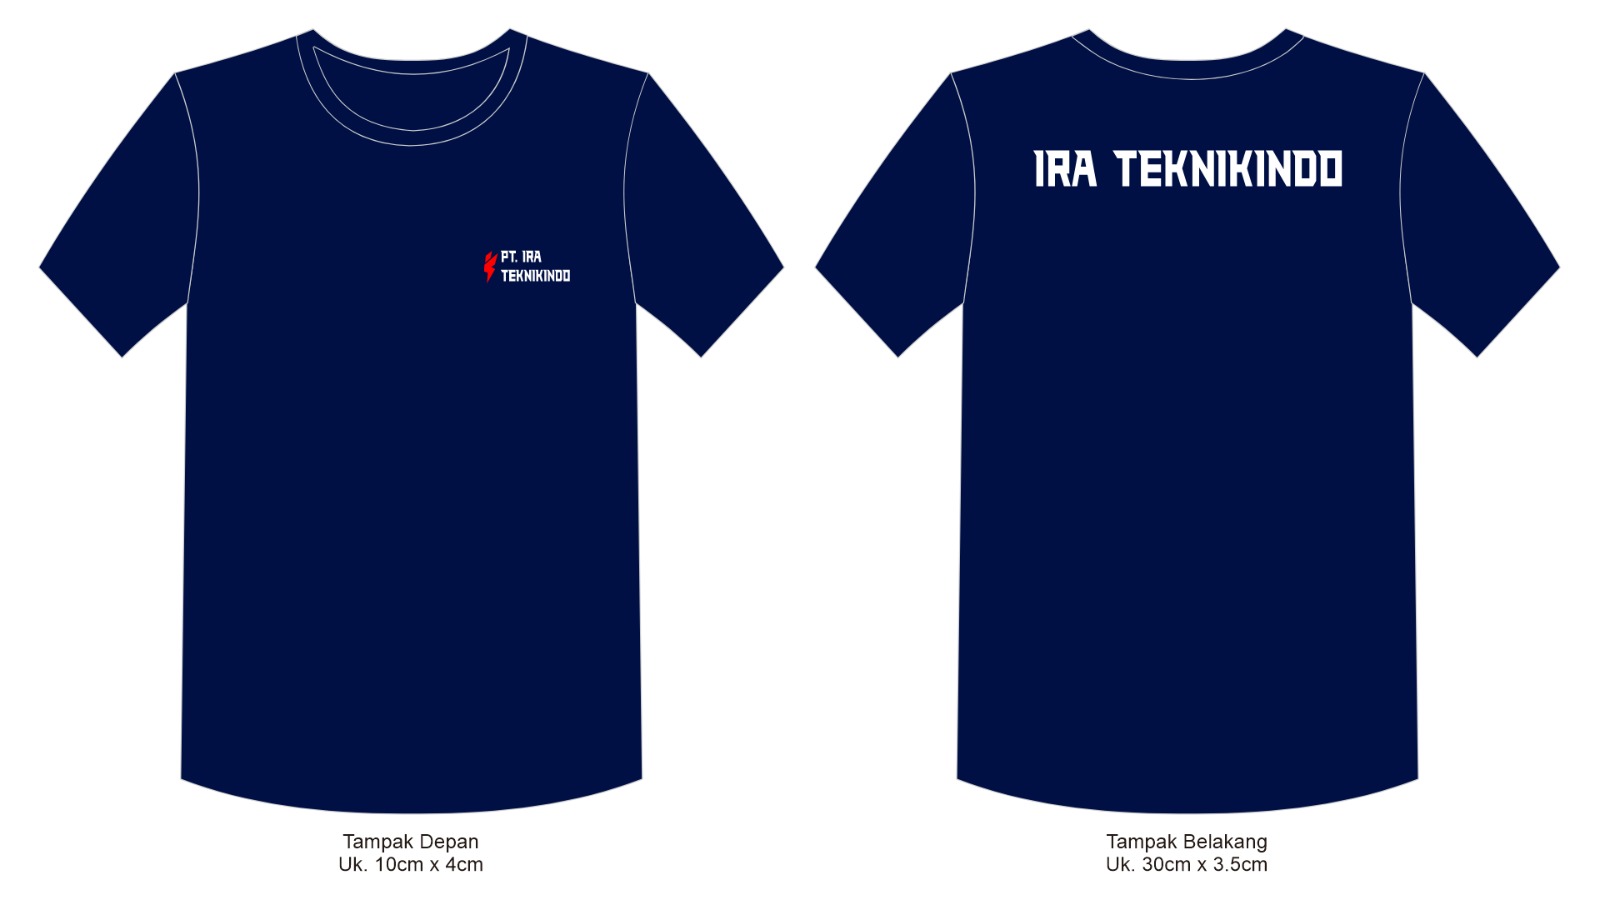 PT. IRA
TEKNIKINDO
IRA TEKNIKINDO
Tampak Depan
Uk. 10cm x 4cm
Tampak Belakang
Uk. 30cm x 3.5cm